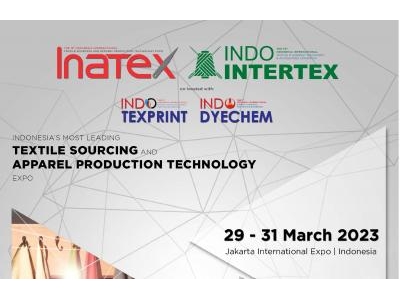 INATEX
INDO
INTERTEX
co-located with:
INDO
TEXPRINT
INDO
DYECHEM
INDONESIA'S MOST LEADING
TEXTILE SOURCING AND
APPAREL PRODUCTION TECHNOLOGY
EXPO
29 - 31 March 2023
Jakarta International Expo | Indonesia